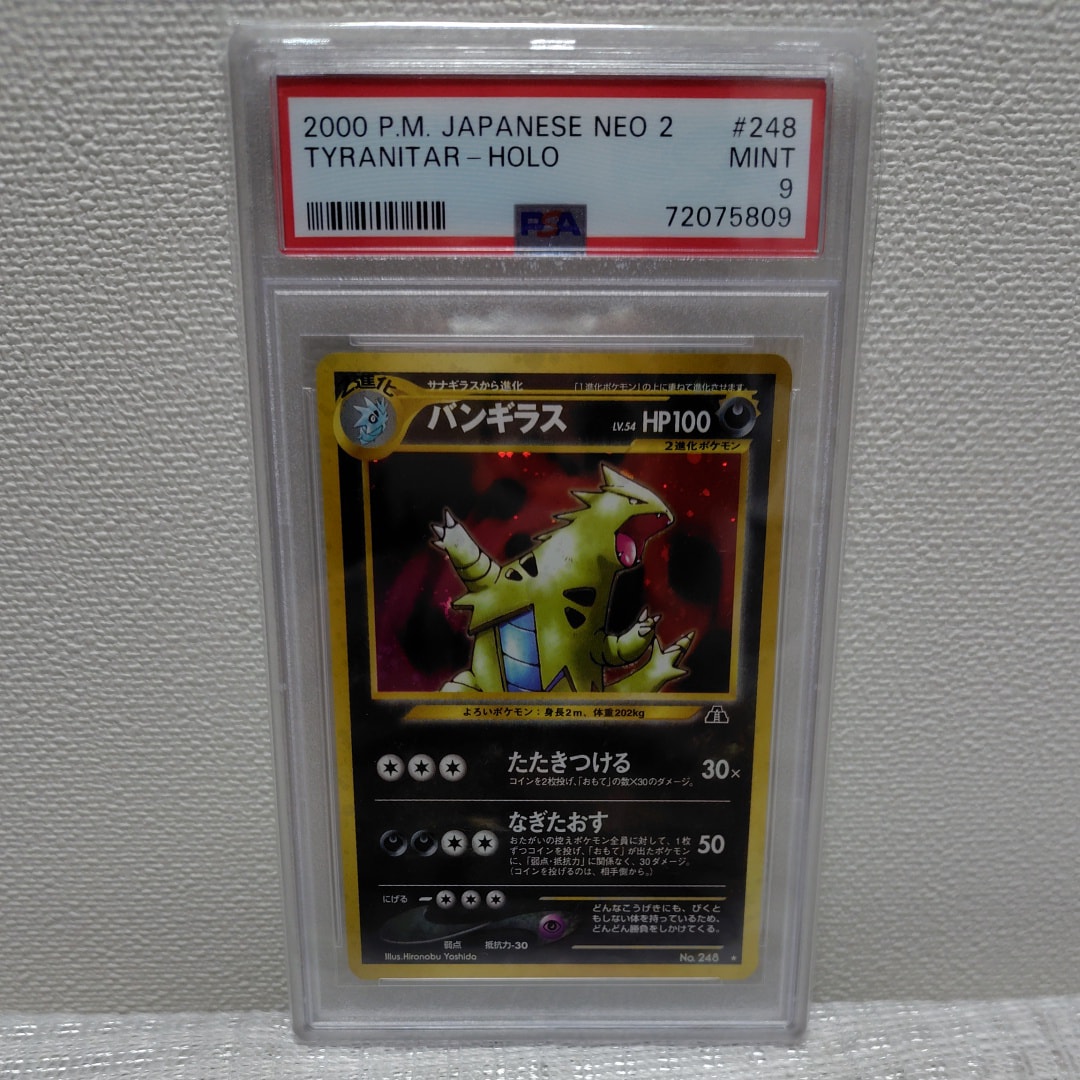 2000 P.M. JAPANESE NEO 2 #248
TYRANITAR - HOLO MINT
9
PSA 72075809
2進化
サナギラスから進化 「1進化ポケモン」の上に重ねて進化させます。
バンギラス LV.54 HP100
2進化ポケモン
よろいポケモン：身長2m、体重202kg
たたきつける 30×
コインを2枚投げ、「おもて」の数×30のダメージ。
なぎたおす 50
おたがいの控えポケモン全員に対して、1枚
ずつコインを投げ、「おもて」が出たポケモン
に、「弱点・抵抗力」に関係なく、30ダメージ。
（コインを投げるのは、相手側から。）
にげる
どんなこうげきにも、びくと
もしない体を持っているため、
どんどん勝負をしかけてくる。
弱点 抵抗力-30
Illus.Hironobu Yoshida No. 248 ★